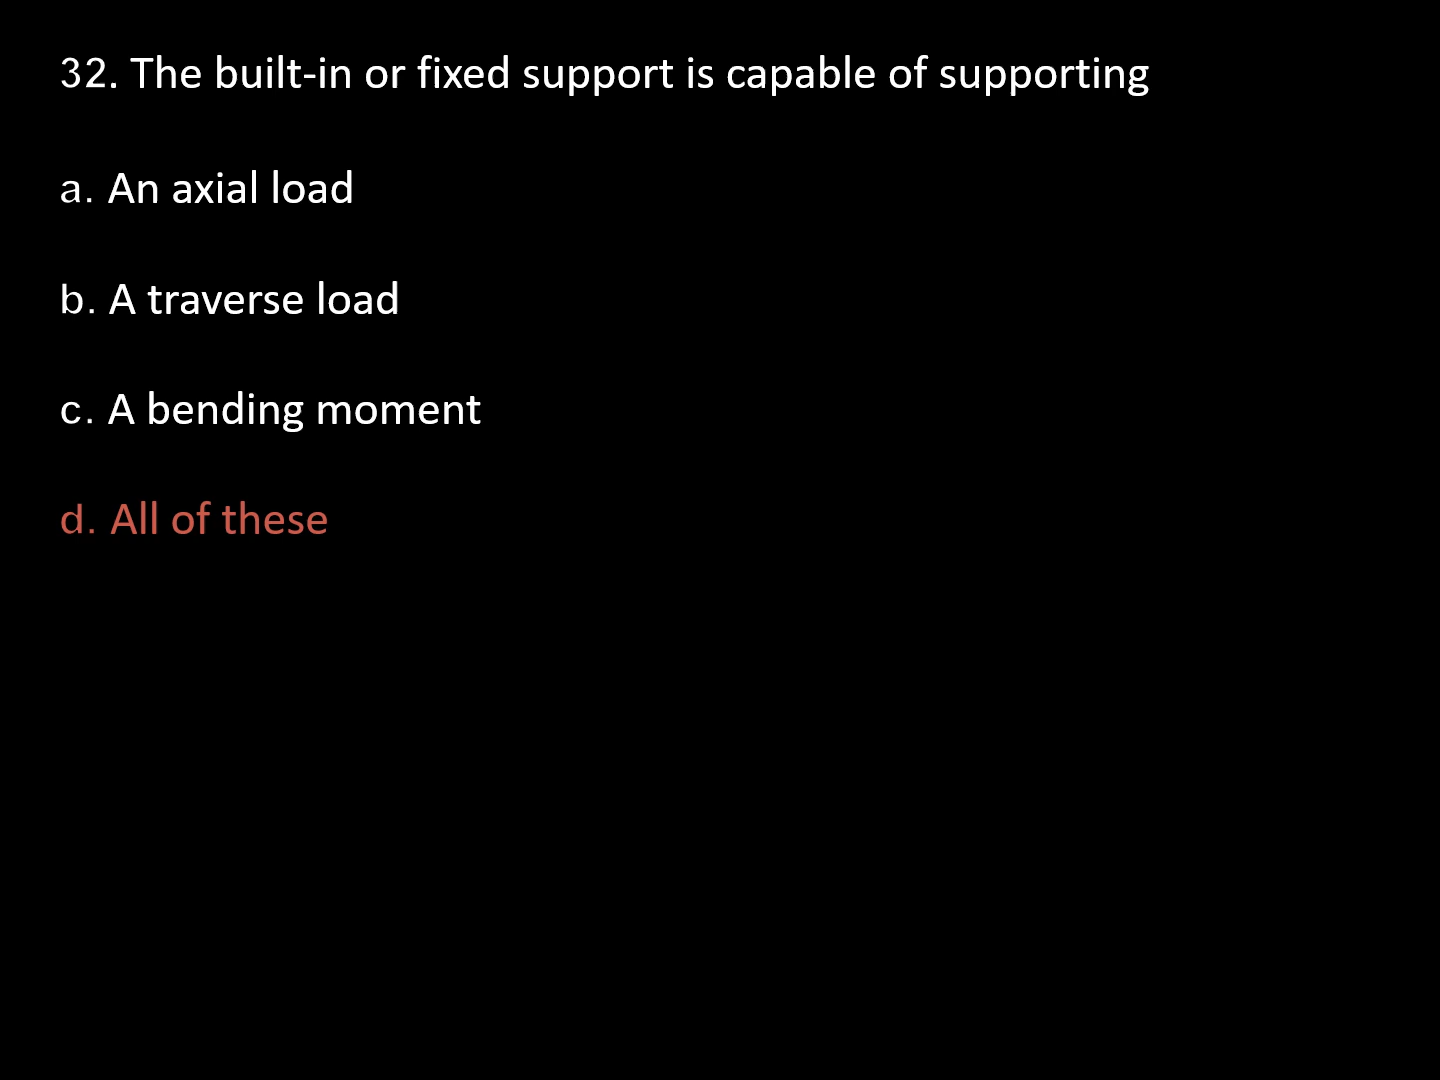 32. The built-in or fixed support is capable of supporting
a. An axial load
b. A traverse load
c. A bending moment
d. All of these